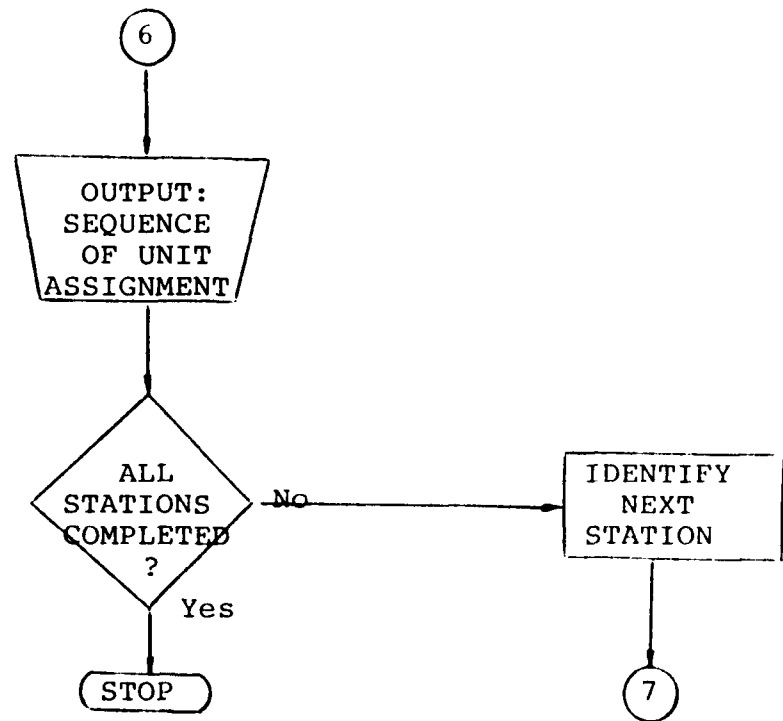 6
OUTPUT:
SEQUENCE
OF UNIT
ASSIGNMENT
ALL
STATIONS
COMPLETED
?
No
IDENTIFY
NEXT
STATION
Yes
STOP
7